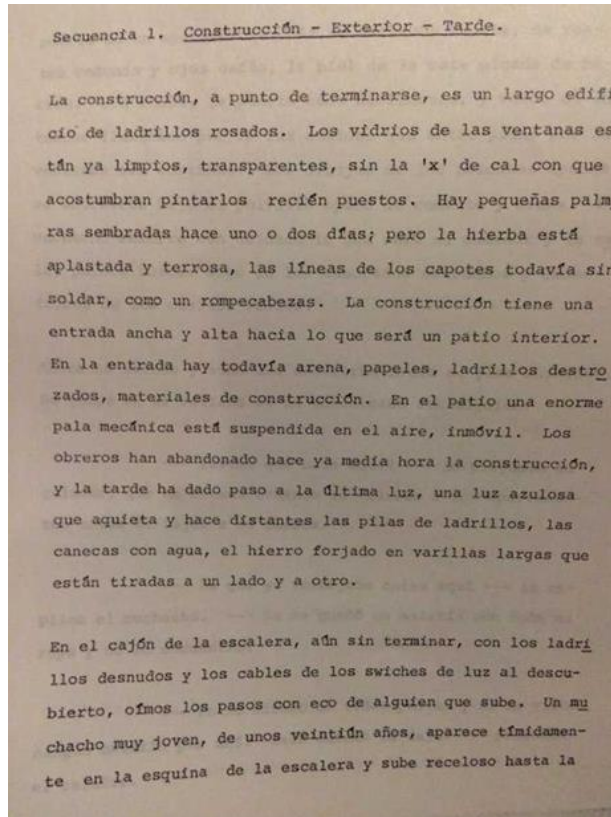 Secuencia 1. Construcción - Exterior - Tarde.
La construcción, a punto de terminarse, es un largo edifi
cio de ladrillos rosados. Los vidrios de las ventanas es
tán ya limpios, transparentes, sin la 'x' de cal con que
acostumbran pintarlos recién puestos. Hay pequeñas palm
ras sembradas hace uno o dos días; pero la hierba está
aplastada y terrosa, las líneas de los capotes todavía sin
soldar, como un rompecabezas. La construcción tiene una
entrada ancha y alta hacia lo que será un patio interior.
En la entrada hay todavía arena, papeles, ladrillos destro
zados, materiales de construcción. En el patio una enorme
pala mecánica está suspendida en el aire, inmóvil. Los
obreros han abandonado hace ya media hora la construcción,
y la tarde ha dado paso a la última luz, una luz azulosa
que aquieta y hace distantes las pilas de ladrillos, las
canecas con agua, el hierro forjado en varillas largas que
están tiradas a un lado y a otro.
En el cajón de la escalera, aún sin terminar, con los ladri
llos desnudos y los cables de los swiches de luz al descu-
bierto, oímos los pasos con eco de alguien que sube. Un mu
chacho muy joven, de unos veintiún años, aparece tímidamen-
te en la esquina de la escalera y sube receloso hasta la